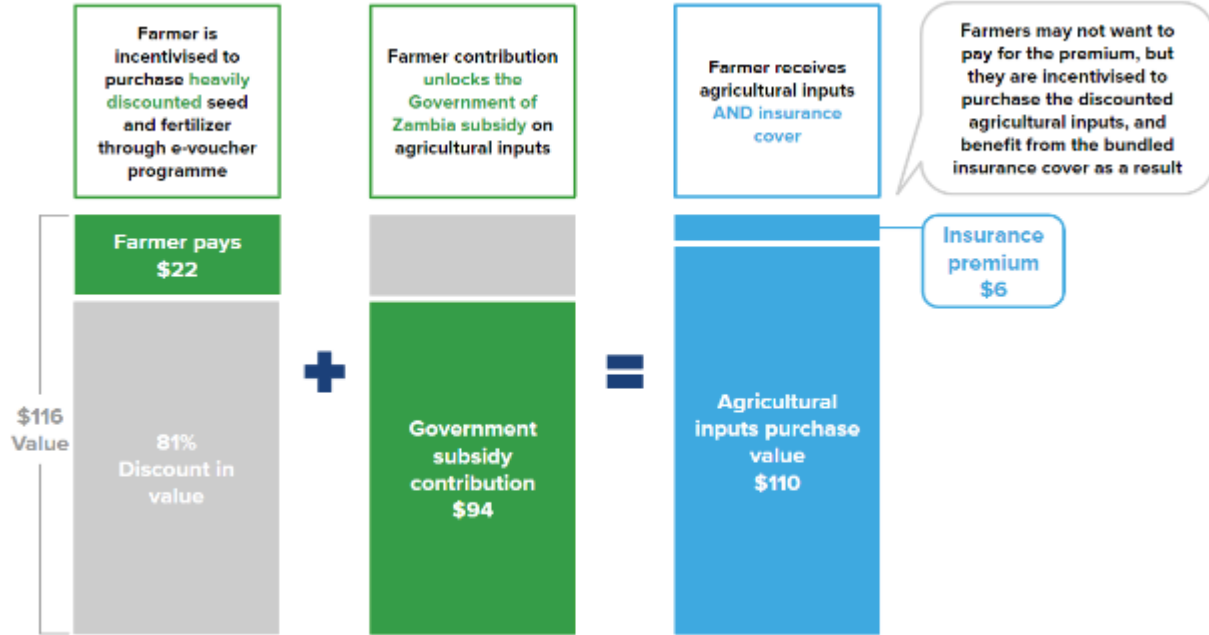 Farmer is
incentivised to
purchase heavily
discounted seed
and fertilizer
through e-voucher
programme
Farmer contribution
unlocks the
Government of
Zambia subsidy on
agricultural inputs
Farmer receives
agricultural inputs
AND insurance
cover
Farmers may not want to
pay for the premium, but
they are incentivised to
purchase the discounted
agricultural inputs, and
benefit from the bundled
insurance cover as a result
Farmer pays
$22
Insurance
premium
$6
$116
Value
81%
Discount in
value
Government
subsidy
contribution
$94
Agricultural
inputs purchase
value
$110